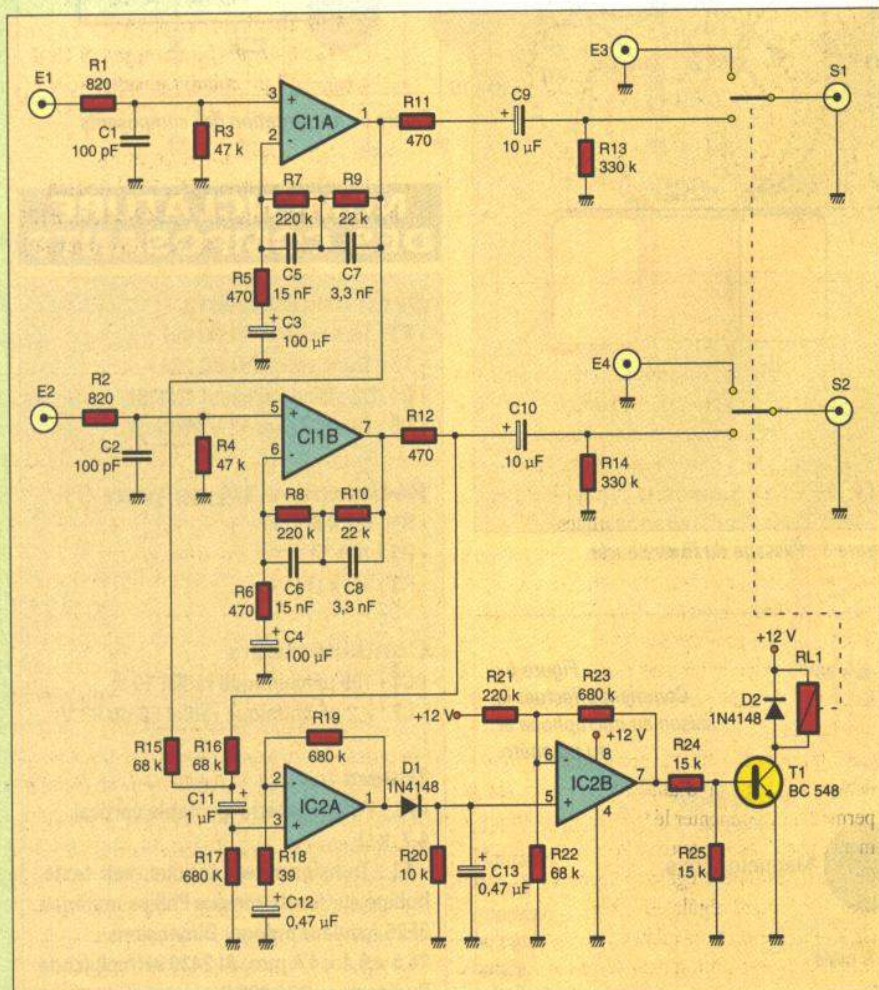 E1
R1
820
C1
100 pF
R3
47 k
3
+
2
-
CI1A
1
R11
470
C9
+
10 µF
R13
330 k
E3
S1
R7
220 k
R9
22 k
C5
15 nF
C7
3,3 nF
R5
470
+
C3
100 µF
E2
R2
820
C2
100 pF
R4
47 k
5
+
6
-
CI1B
7
R12
470
C10
+
10 µF
R14
330 k
E4
S2
R8
220 k
R10
22 k
C6
15 nF
C8
3,3 nF
R6
470
+
C4
100 µF
R15
68 k
R16
68 k
C11
+
1 µF
R17
680 K
R19
680 k
2
-
3
+
IC2A
1
R18
39
+
C12
0,47 µF
D1
1N4148
R20
10 k
+
C13
0,47 µF
+12 V
R21
220 k
R23
680 k
+12 V
8
6
-
5
+
IC2B
7
4
R22
68 k
R24
15 k
R25
15 k
+12 V
D2
1N4148
RL1
T1
BC 548